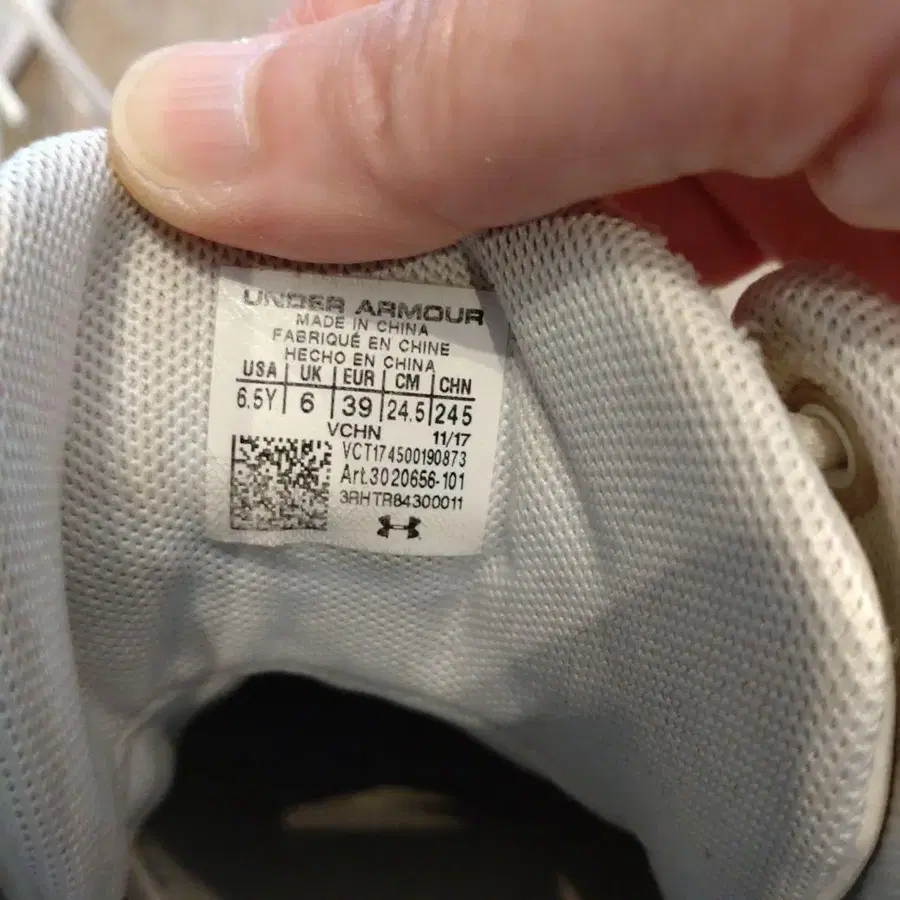 UNDER ARMOUR
MADE IN CHINA
FABRIQUÉ EN CHINE
HECHO EN CHINA
USA UK EUR CM CHN
6.5Y 6 39 24.5 245
VCHN 11/17
VCT174500190873
Art.3020656-101
3RHTR84300011